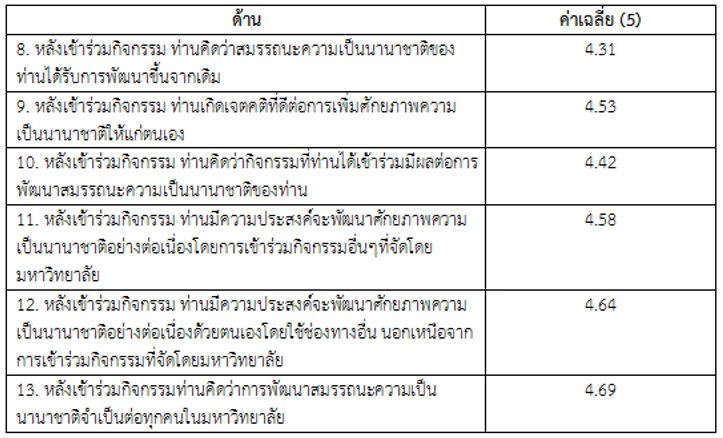 ด้าน ค่าเฉลี่ย (5)
8. หลังเข้าร่วมกิจกรรม ท่านคิดว่าสมรรถนะความเป็นนานาชาติของ 4.31
ท่านได้รับการพัฒนาขึ้นจากเดิม
9. หลังเข้าร่วมกิจกรรม ท่านเกิดเจตคติที่ดีต่อการเพิ่มศักยภาพความ 4.53
เป็นนานาชาติให้แก่ตนเอง
10. หลังเข้าร่วมกิจกรรม ท่านคิดว่ากิจกรรมที่ท่านได้เข้าร่วมมีผลต่อการ 4.42
พัฒนาสมรรถนะความเป็นนานาชาติของท่าน
11. หลังเข้าร่วมกิจกรรม ท่านมีความประสงค์จะพัฒนาศักยภาพความ 4.58
เป็นนานาชาติอย่างต่อเนื่องโดยการเข้าร่วมกิจกรรมอื่นๆที่จัดโดย
มหาวิทยาลัย
12. หลังเข้าร่วมกิจกรรม ท่านมีความประสงค์จะพัฒนาศักยภาพความ 4.64
เป็นนานาชาติอย่างต่อเนื่องด้วยตนเองโดยใช้ช่องทางอื่น นอกเหนือจาก
การเข้าร่วมกิจกรรมที่จัดโดยมหาวิทยาลัย
13. หลังเข้าร่วมกิจกรรมท่านคิดว่าการพัฒนาสมรรถนะความเป็น 4.69
นานาชาติจำเป็นต่อทุกคนในมหาวิทยาลัย